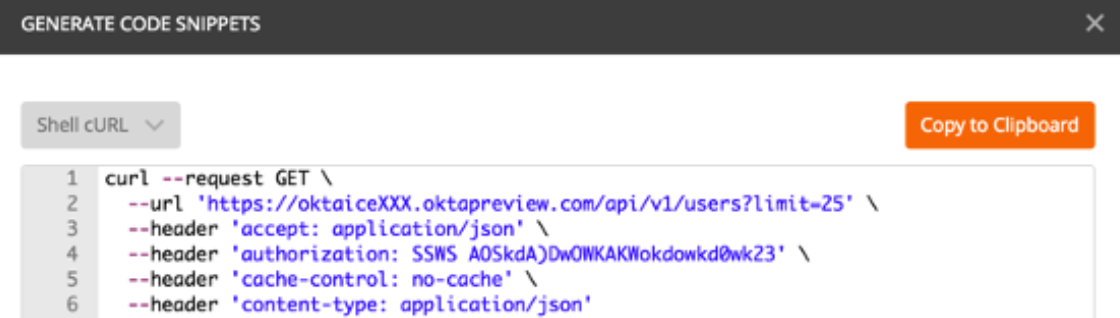 GENERATE CODE SNIPPETS
Shell cURL
Copy to Clipboard
1 curl --request GET \
2 --url 'https://oktaiceXXX.oktapreview.com/api/v1/users?limit=25' \
3 --header 'accept: application/json' \
4 --header 'authorization: SSWS AOSkdA)DwOWKAKWokdowkd0wk23' \
5 --header 'cache-control: no-cache' \
6 --header 'content-type: application/json'